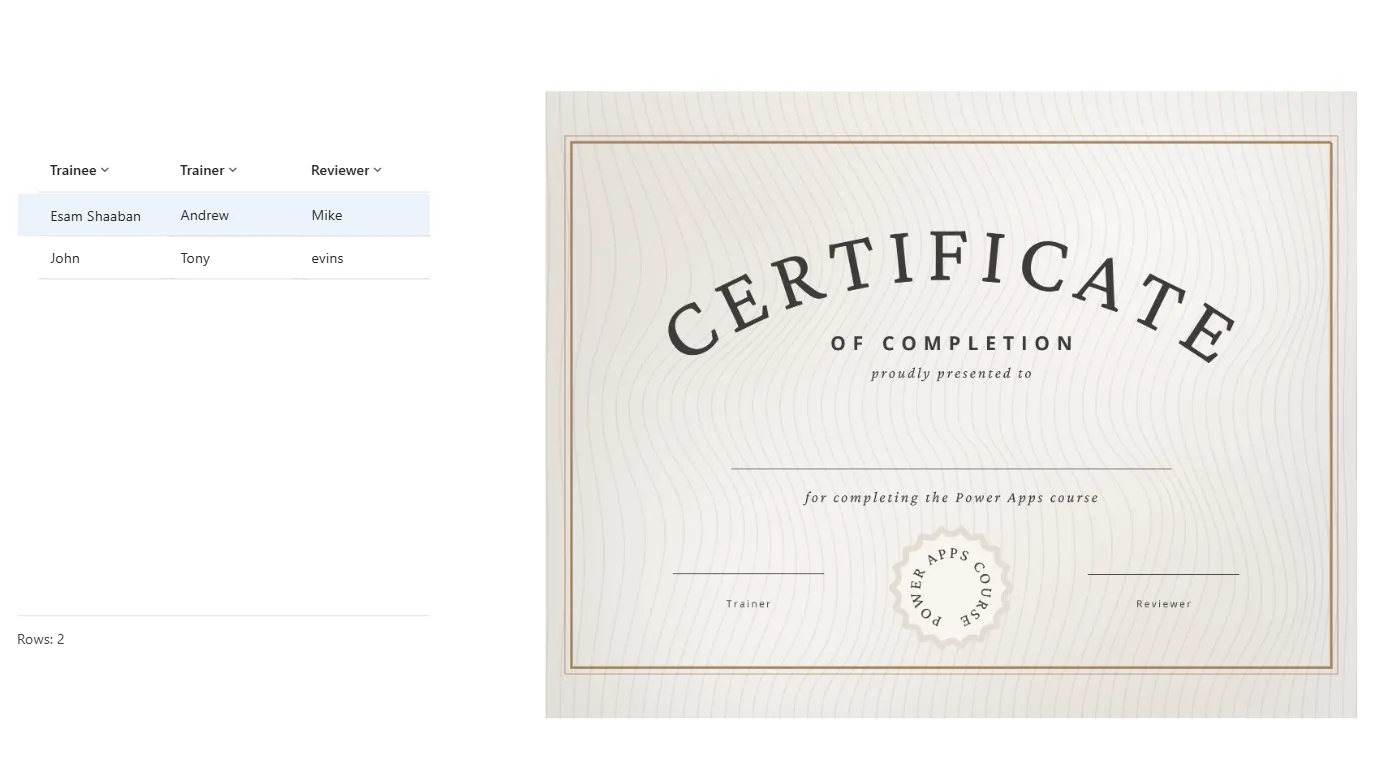 Trainee Trainer Reviewer
Esam Shaaban Andrew Mike
John Tony evins
Rows: 2
CERTIFICATE
OF COMPLETION
proudly presented to
for completing the Power Apps course
POWER APPS COURSE
Trainer
Reviewer